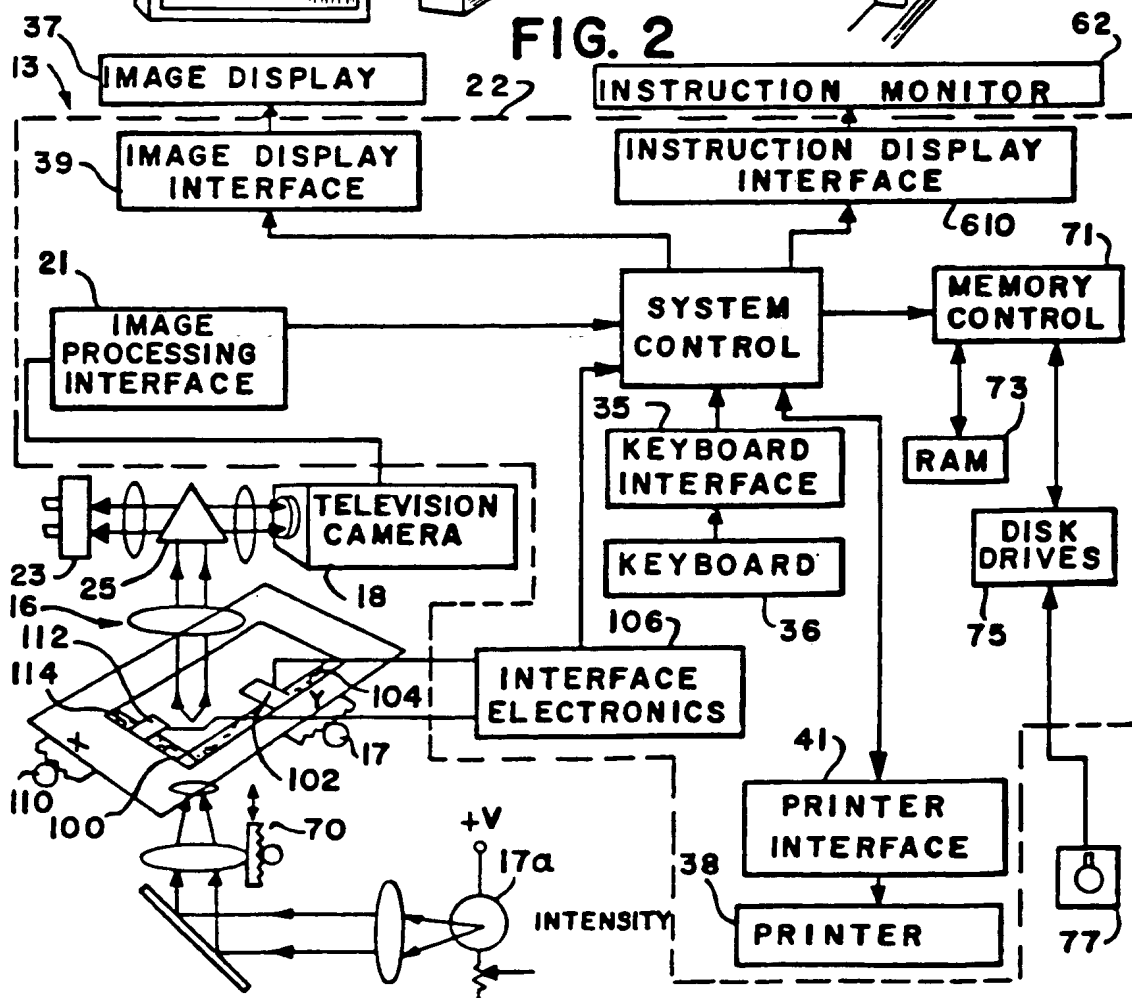 FIG. 2
37
62
13
IMAGE DISPLAY
22
INSTRUCTION MONITOR
39
IMAGE DISPLAY
INTERFACE
INSTRUCTION DISPLAY
INTERFACE
610
21
71
IMAGE
PROCESSING
INTERFACE
SYSTEM
CONTROL
MEMORY
CONTROL
35
73
KEYBOARD
INTERFACE
RAM
TELEVISION
CAMERA
DISK
DRIVES
KEYBOARD
23
25
18
16
112
106
36
75
114
104
INTERFACE
ELECTRONICS
Y
X
17
102
41
110
100
70
PRINTER
INTERFACE
+V
38
17a
INTENSITY
PRINTER
77